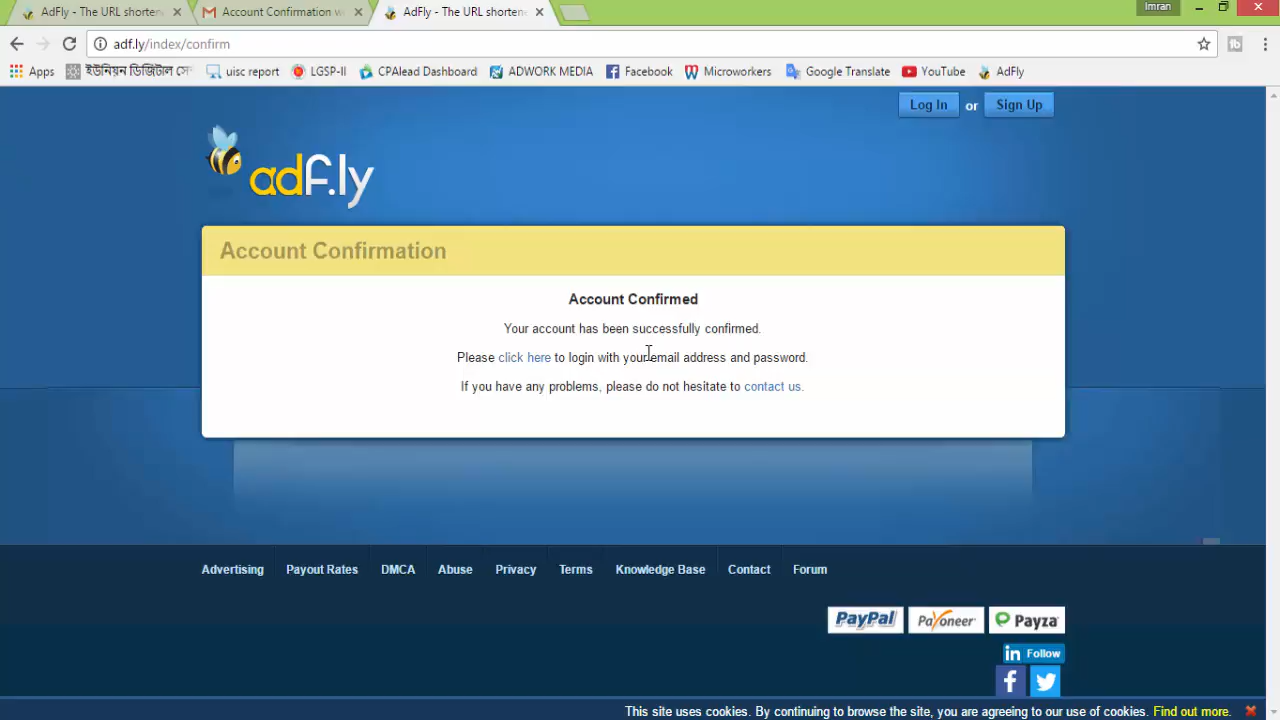 Imran
AdFly - The URL shortene
Account Confirmation w
AdFly - The URL shortene
adf.ly/index/confirm
Apps
ইউনিয়ন ডিজিটাল সে
uisc report
LGSP-II
CPAlead Dashboard
ADWORK MEDIA
Facebook
Microworkers
Google Translate
YouTube
AdFly
Log In or Sign Up
adf.ly
Account Confirmation
Account Confirmed
Your account has been successfully confirmed.
Please click here to login with your email address and password.
If you have any problems, please do not hesitate to contact us.
Advertising
Payout Rates
DMCA
Abuse
Privacy
Terms
Knowledge Base
Contact
Forum
PayPal
Payoneer
Payza
in Follow
This site uses cookies. By continuing to browse the site, you are agreeing to our use of cookies. Find out more.